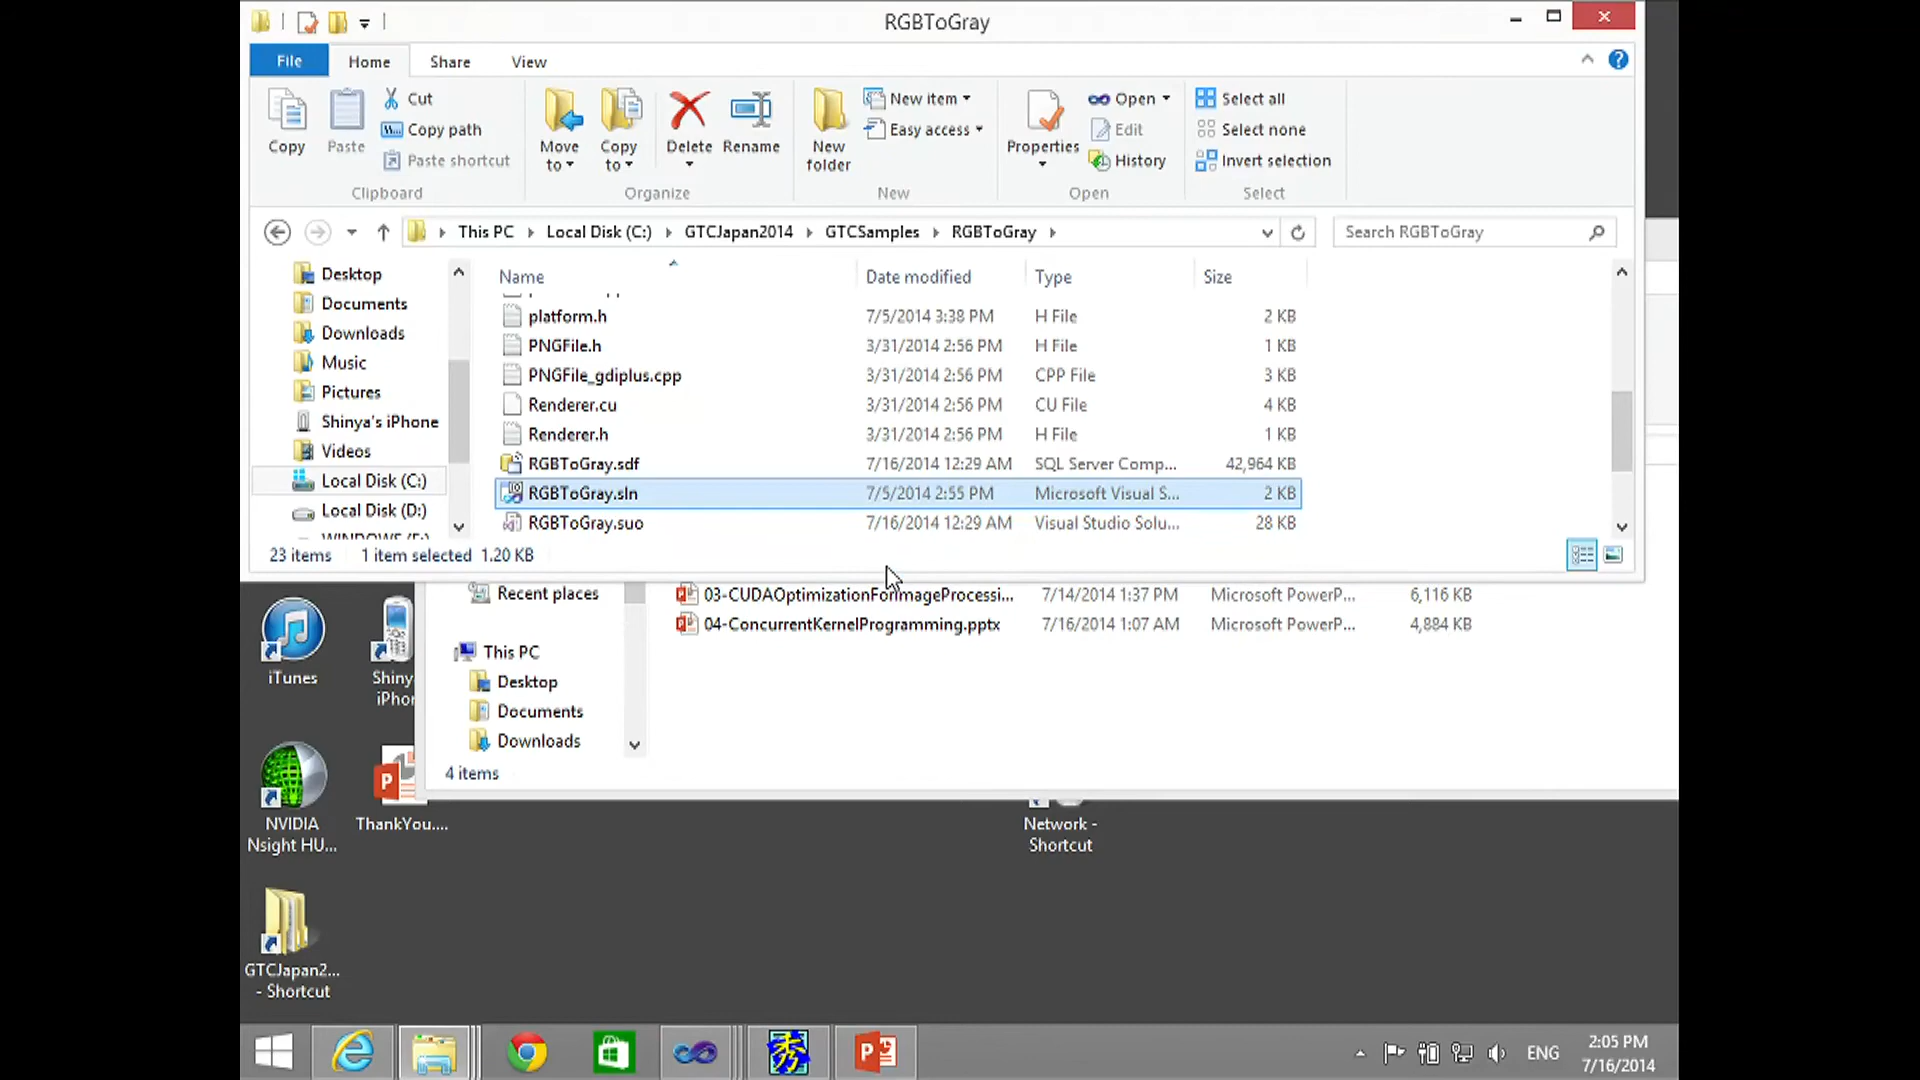 RGBToGray
File Home Share View
Copy
Paste
Cut
Copy path
Paste shortcut
Clipboard
Move to
Copy to
Delete
Rename
Organize
New folder
New item
Easy access
New
Properties
Open
Edit
History
Open
Select all
Select none
Invert selection
Select
This PC Local Disk (C:) GTCJapan2014 GTCSamples RGBToGray
Search RGBToGray
Desktop
Documents
Downloads
Music
Pictures
Shinya's iPhone
Videos
Local Disk (C:)
Local Disk (D:)
Name Date modified Type Size
platform.h 7/5/2014 3:38 PM H File 2 KB
PNGFile.h 3/31/2014 2:56 PM H File 1 KB
PNGFile_gdiplus.cpp 3/31/2014 2:56 PM CPP File 3 KB
Renderer.cu 3/31/2014 2:56 PM CU File 4 KB
Renderer.h 3/31/2014 2:56 PM H File 1 KB
RGBToGray.sdf 7/16/2014 12:29 AM SQL Server Comp... 42,964 KB
RGBToGray.sln 7/5/2014 2:55 PM Microsoft Visual S... 2 KB
RGBToGray.suo 7/16/2014 12:29 AM Visual Studio Solu... 28 KB
23 items 1 item selected 1.20 KB
Recent places
This PC
Desktop
Documents
Downloads
03-CUDAOptimizationForImageProcessi... 7/14/2014 1:37 PM Microsoft PowerP... 6,116 KB
04-ConcurrentKernelProgramming.pptx 7/16/2014 1:07 AM Microsoft PowerP... 4,884 KB
4 items
iTunes
Shiny
iPhor
NVIDIA
Nsight HU...
ThankYou....
Network -
Shortcut
GTCJapan2...
- Shortcut
秀
ENG
2:05 PM
7/16/2014